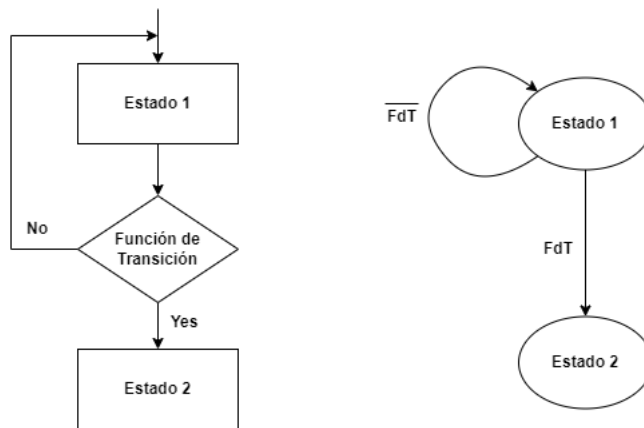 Estado 1
No
Función de
Transición
Yes
Estado 2
FdT
Estado 1
FdT
Estado 2